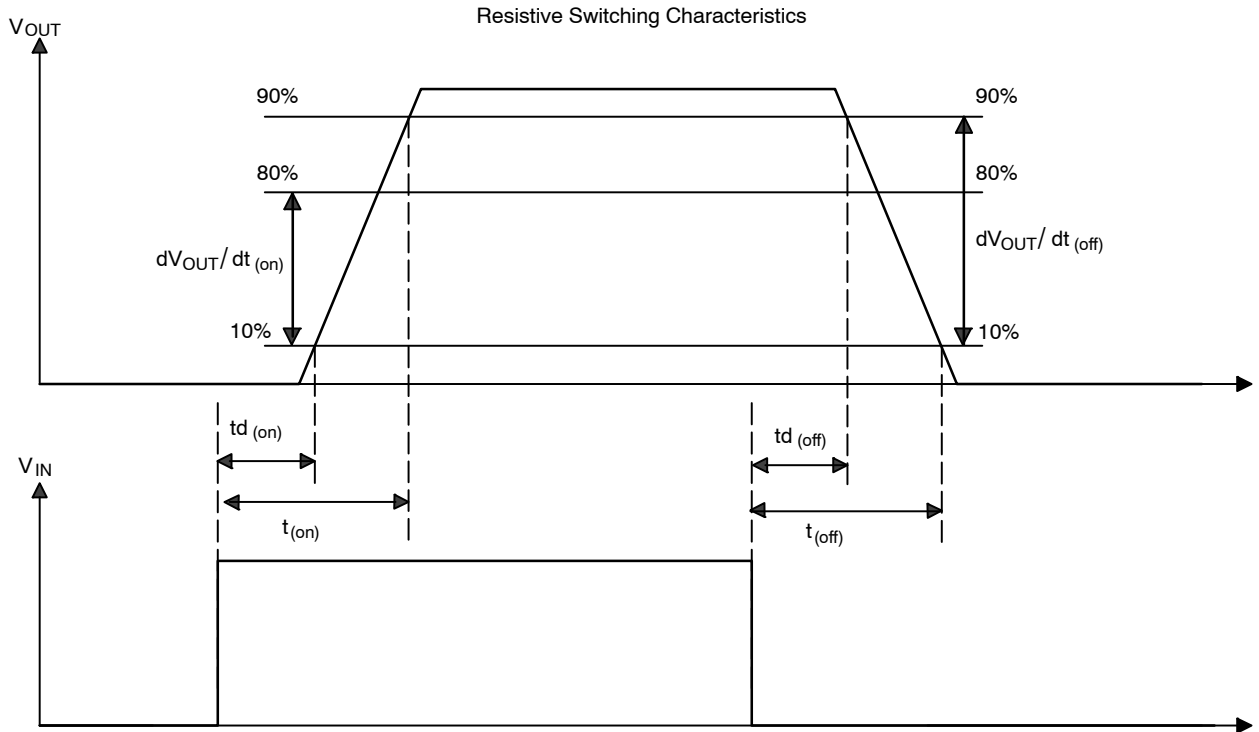 Resistive Switching Characteristics
VOUT
90%
90%
80%
80%
dVOUT/ dt (on)
dVOUT/ dt (off)
10%
10%
td (on)
td (off)
VIN
t(on)
t(off)